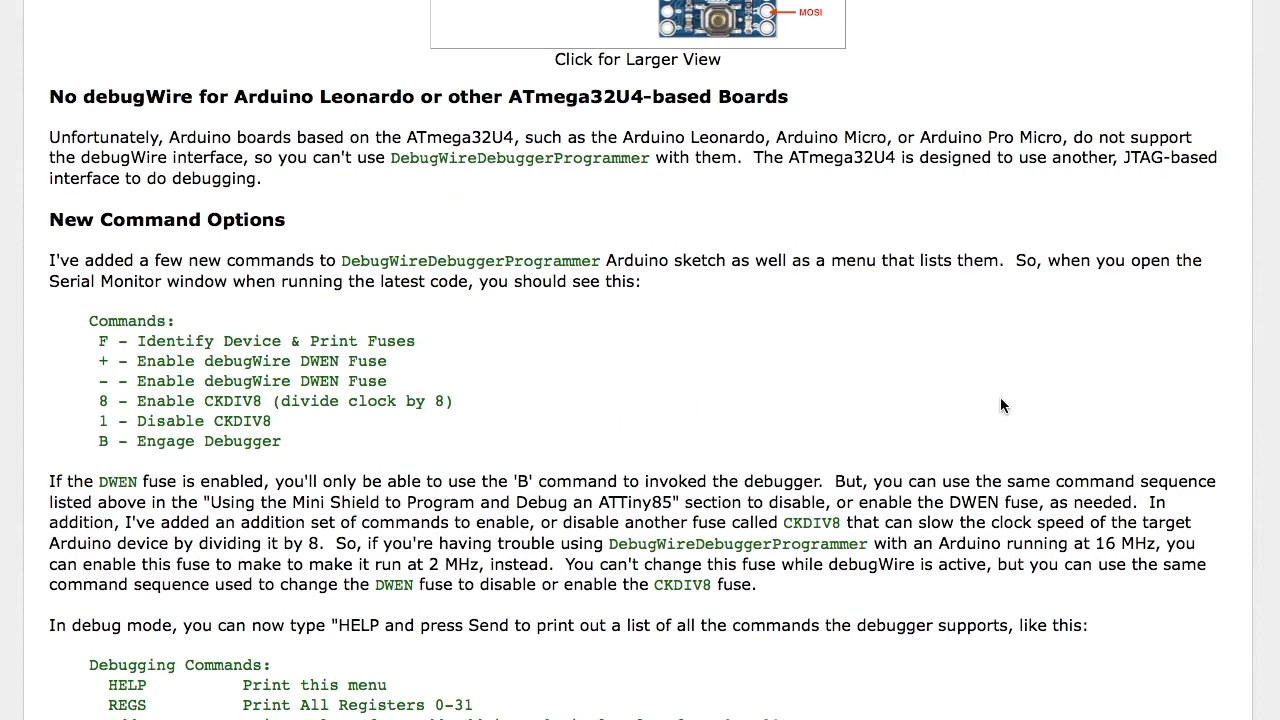 MOSI
Click for Larger View
No debugWire for Arduino Leonardo or other ATmega32U4-based Boards
Unfortunately, Arduino boards based on the ATmega32U4, such as the Arduino Leonardo, Arduino Micro, or Arduino Pro Micro, do not support
the debugWire interface, so you can't use DebugWireDebuggerProgrammer with them.  The ATmega32U4 is designed to use another, JTAG-based
interface to do debugging.
New Command Options
I've added a few new commands to DebugWireDebuggerProgrammer Arduino sketch as well as a menu that lists them.  So, when you open the
Serial Monitor window when running the latest code, you should see this:
Commands:
F - Identify Device & Print Fuses
+ - Enable debugWire DWEN Fuse
- - Enable debugWire DWEN Fuse
8 - Enable CKDIV8 (divide clock by 8)
1 - Disable CKDIV8
B - Engage Debugger
If the DWEN fuse is enabled, you'll only be able to use the 'B' command to invoked the debugger.  But, you can use the same command sequence
listed above in the "Using the Mini Shield to Program and Debug an ATTiny85" section to disable, or enable the DWEN fuse, as needed.  In
addition, I've added an addition set of commands to enable, or disable another fuse called CKDIV8 that can slow the clock speed of the target
Arduino device by dividing it by 8.  So, if you're having trouble using DebugWireDebuggerProgrammer with an Arduino running at 16 MHz, you
can enable this fuse to make to make it run at 2 MHz, instead.  You can't change this fuse while debugWire is active, but you can use the same
command sequence used to change the DWEN fuse to disable or enable the CKDIV8 fuse.
In debug mode, you can now type "HELP and press Send to print out a list of all the commands the debugger supports, like this:
Debugging Commands:
HELP          Print this menu
REGS          Print All Registers 0-31